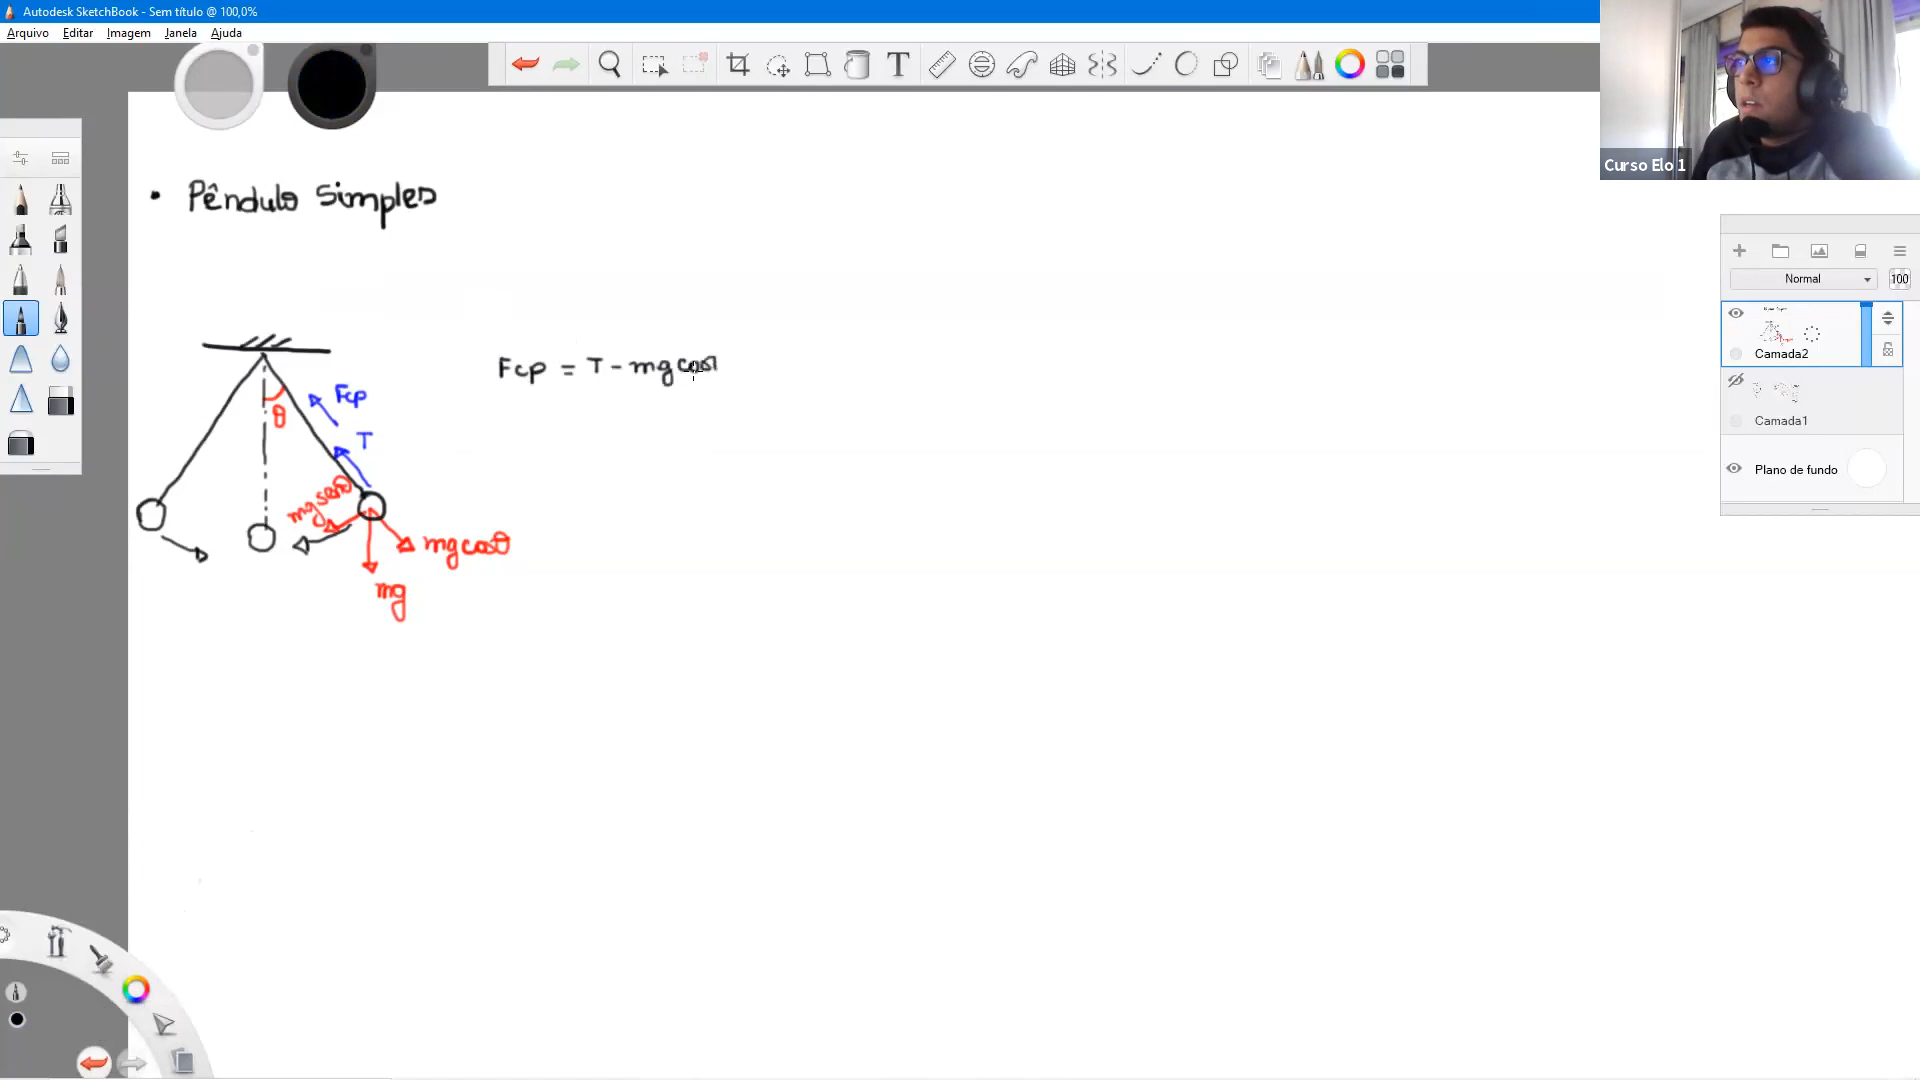 Autodesk SketchBook - Sem título @ 100,0%
Arquivo Editar Imagem Janela Ajuda
T
Curso Elo 1
• Pêndulo Simples
Normal 100
Camada2
Camada1
Plano de fundo
Fcp = T - mg cosθ
Fcp
θ
T
mg senθ
mg cosθ
mg